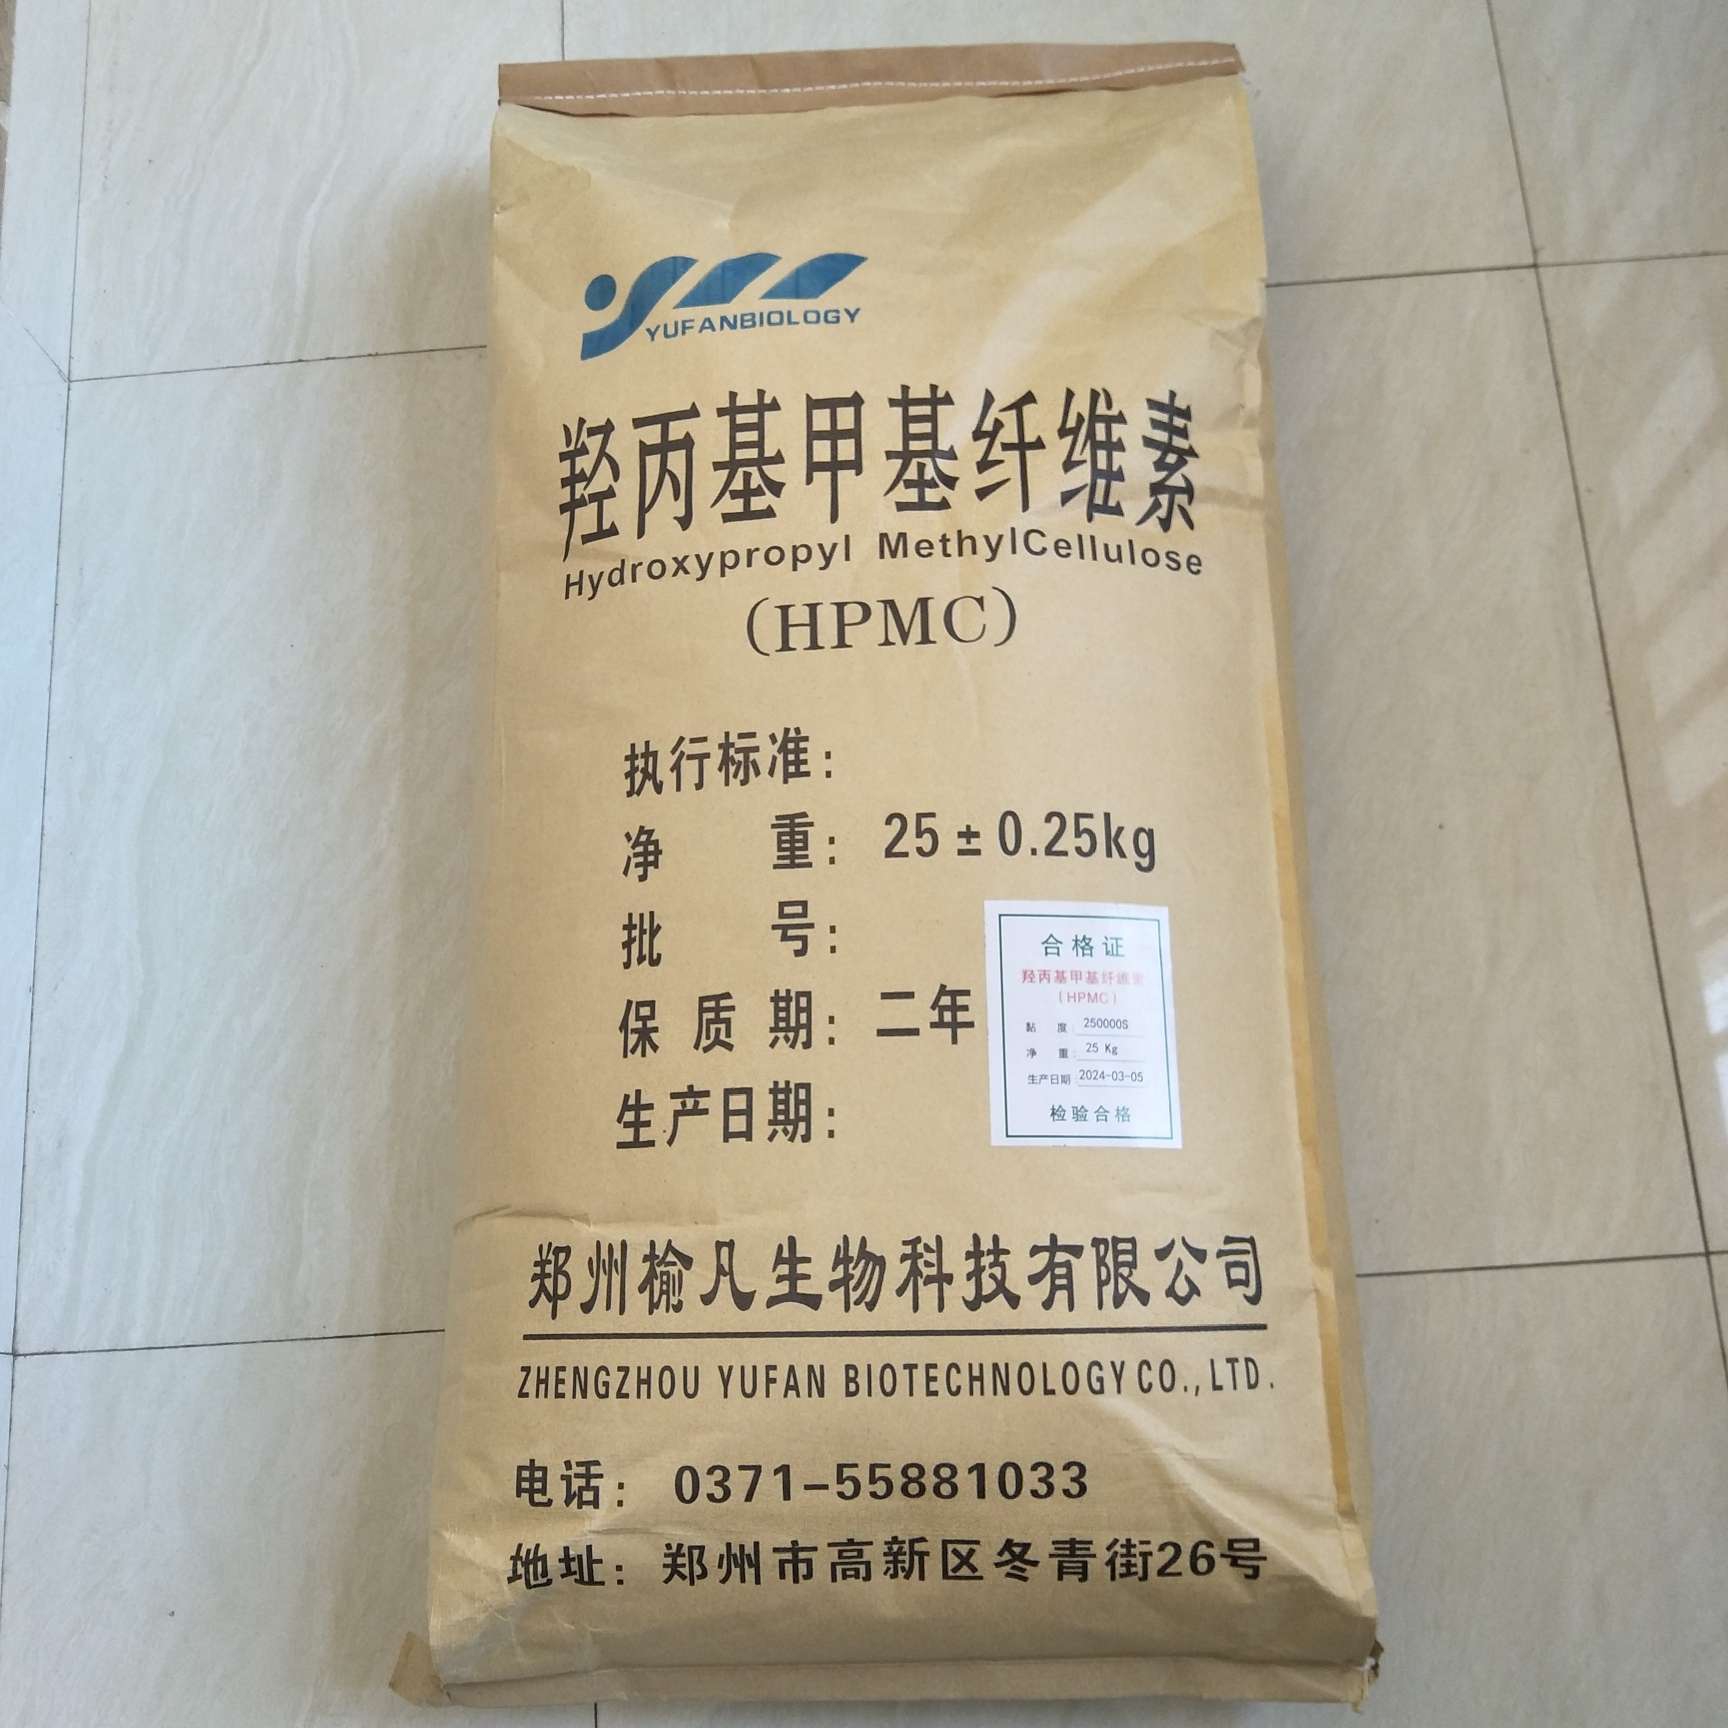 YUFANBIOLOGY
羟丙基甲基纤维素
Hydroxypropyl MethylCellulose
(HPMC)
执行标准:
净 重: 25±0.25kg
批 号:
保 质 期: 二年
生产日期:
合格证
羟丙基甲基纤维素
(HPMC)
黏 度: 250000S
净 重: 25 Kg
生产日期: 2024-03-05
检验合格
郑州榆凡生物科技有限公司
ZHENGZHOU YUFAN BIOTECHNOLOGY CO.,LTD.
电话: 0371-55881033
地址: 郑州市高新区冬青街26号